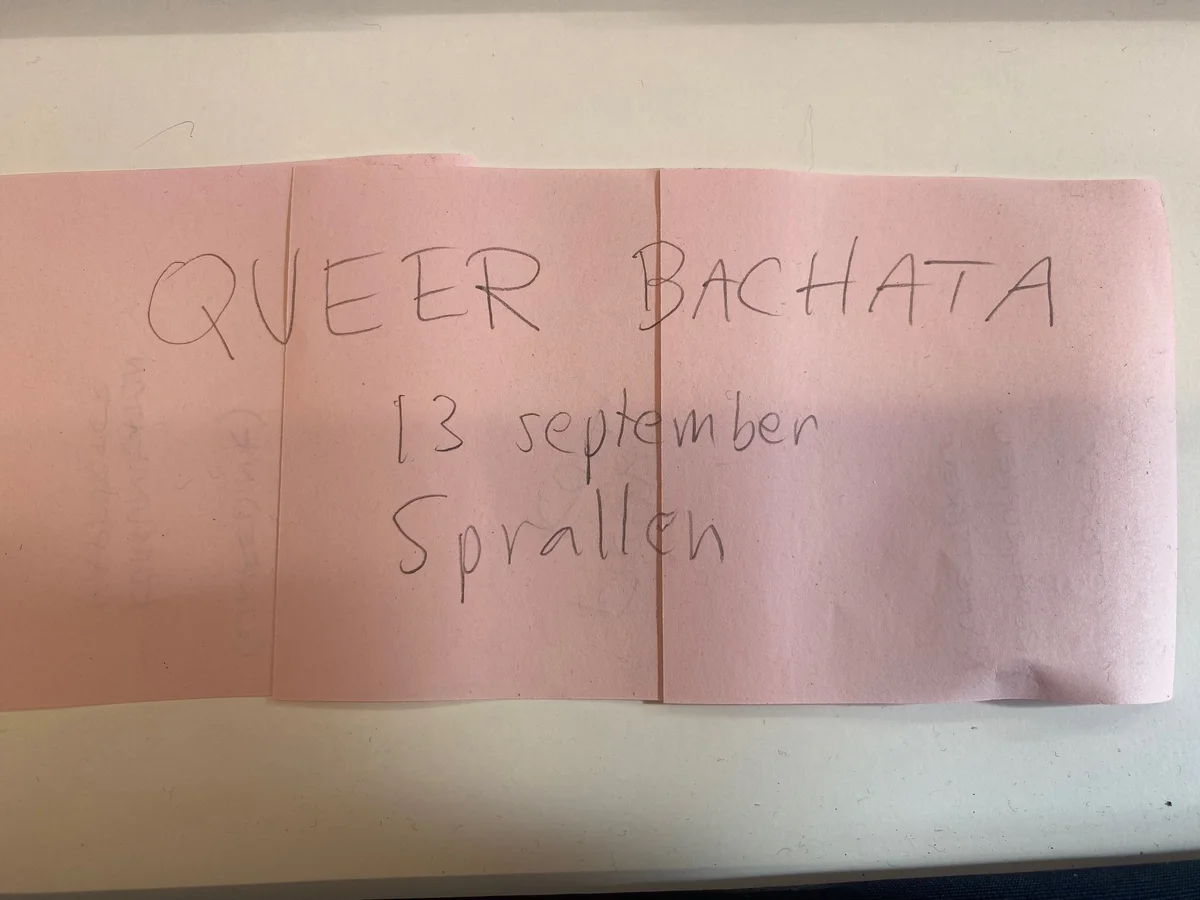 QUEER BACHATA
13 september
Sprallen